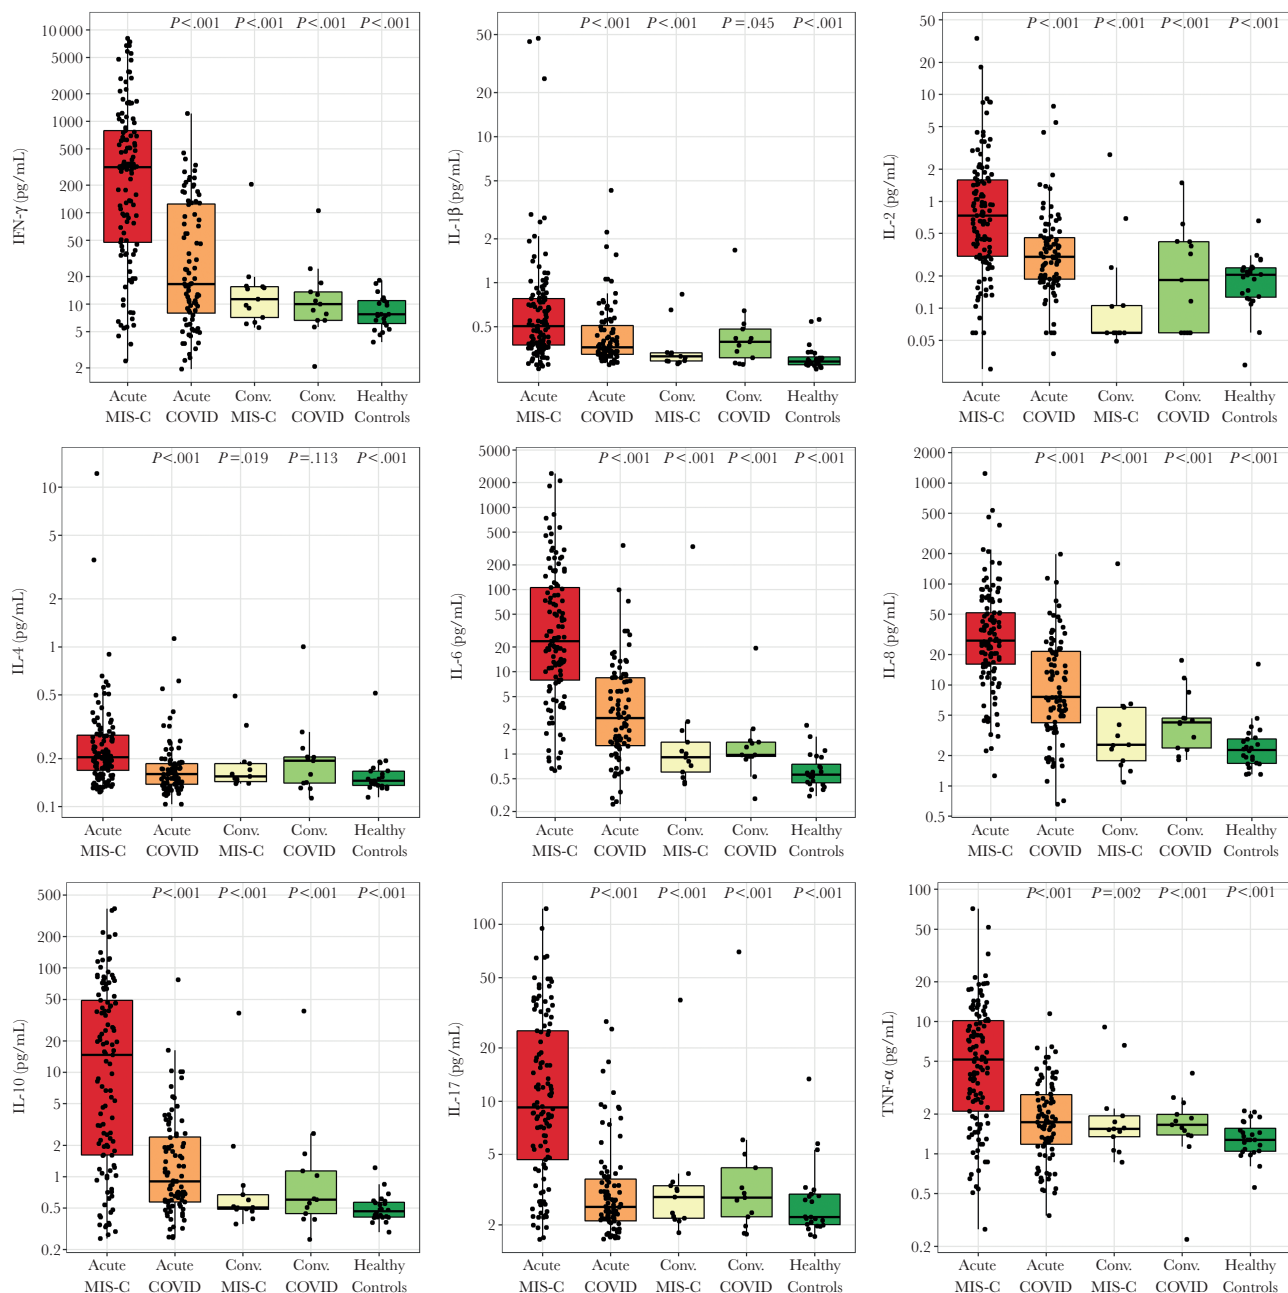 P<.001 P<.001 P<.001 P<.001
10 000
5000
2000
1000
500
200
100
50
20
10
5
2
IFN-γ (pg/mL)
Acute Acute Conv. Conv. Healthy
MIS-C COVID MIS-C COVID Controls
P<.001 P<.001 P=.045 P<.001
50
20
10
5
2
1
0.5
IL-1β (pg/mL)
Acute Acute Conv. Conv. Healthy
MIS-C COVID MIS-C COVID Controls
P<.001 P<.001 P<.001 P<.001
50
20
10
5
2
1
0.5
0.2
0.1
0.05
IL-2 (pg/mL)
Acute Acute Conv. Conv. Healthy
MIS-C COVID MIS-C COVID Controls
P<.001 P=.019 P=.113 P<.001
10
5
2
1
0.5
0.2
0.1
IL-4 (pg/mL)
Acute Acute Conv. Conv. Healthy
MIS-C COVID MIS-C COVID Controls
P<.001 P<.001 P<.001 P<.001
5000
2000
1000
500
200
100
50
20
10
5
2
1
0.5
0.2
IL-6 (pg/mL)
Acute Acute Conv. Conv. Healthy
MIS-C COVID MIS-C COVID Controls
P<.001 P<.001 P<.001 P<.001
2000
1000
500
200
100
50
20
10
5
2
1
0.5
IL-8 (pg/mL)
Acute Acute Conv. Conv. Healthy
MIS-C COVID MIS-C COVID Controls
P<.001 P<.001 P<.001 P<.001
500
200
100
50
20
10
5
2
1
0.5
0.2
IL-10 (pg/mL)
Acute Acute Conv. Conv. Healthy
MIS-C COVID MIS-C COVID Controls
P<.001 P<.001 P<.001 P<.001
100
50
20
10
5
2
IL-17 (pg/mL)
Acute Acute Conv. Conv. Healthy
MIS-C COVID MIS-C COVID Controls
P<.001 P=.002 P<.001 P<.001
100
50
20
10
5
2
1
0.5
0.2
TNF-α (pg/mL)
Acute Acute Conv. Conv. Healthy
MIS-C COVID MIS-C COVID Controls